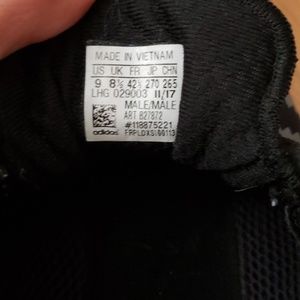 MADE IN VIETNAM
US UK FR JP CHN
9 8½ 42⅔ 270 265
LHG 029003 11/17
MALE/MALE
ART B27872
#118875221
adidas